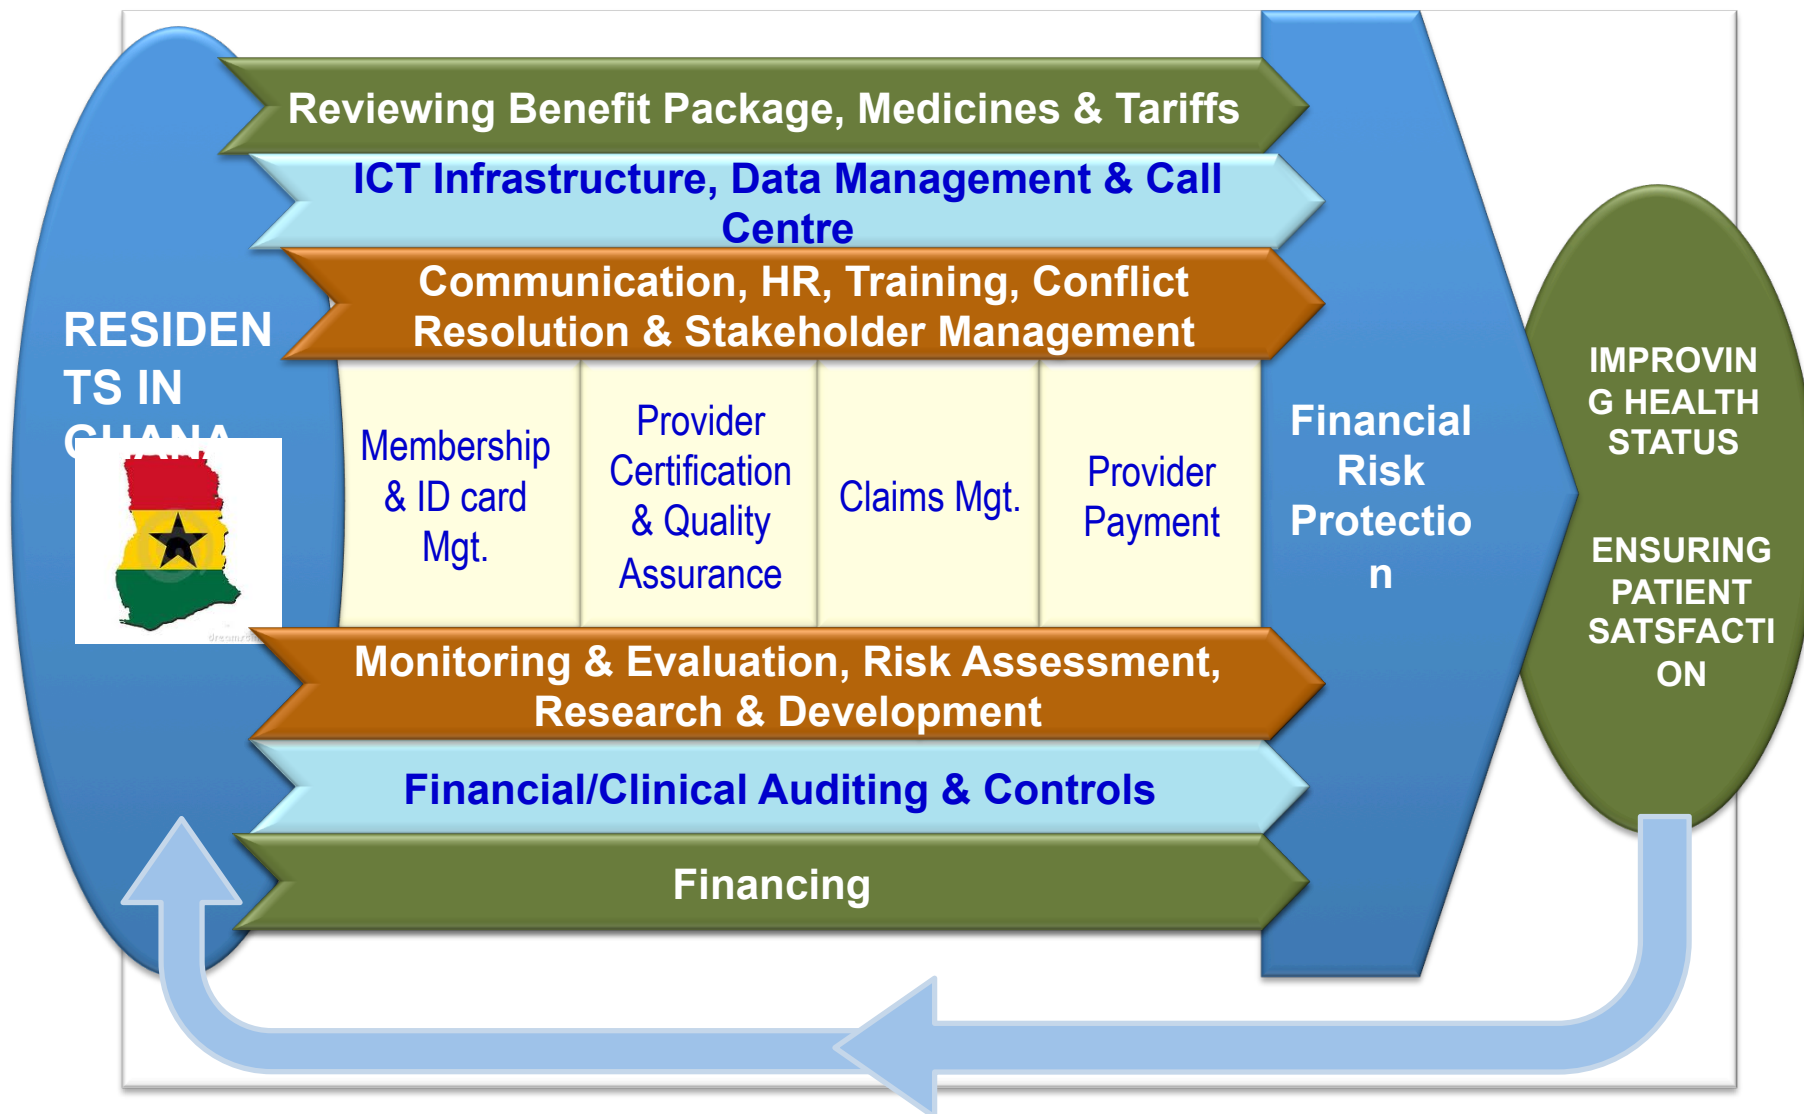 Reviewing Benefit Package, Medicines & Tariffs
ICT Infrastructure, Data Management & Call
Centre
Communication, HR, Training, Conflict
Resolution & Stakeholder Management
RESIDEN
TS IN
GHANA
Membership
& ID card
Mgt.
Provider
Certification
& Quality
Assurance
Claims Mgt.
Provider
Payment
Financial
Risk
Protectio
n
IMPROVIN
G HEALTH
STATUS
ENSURING
PATIENT
SATSFACTI
ON
Monitoring & Evaluation, Risk Assessment,
Research & Development
Financial/Clinical Auditing & Controls
Financing